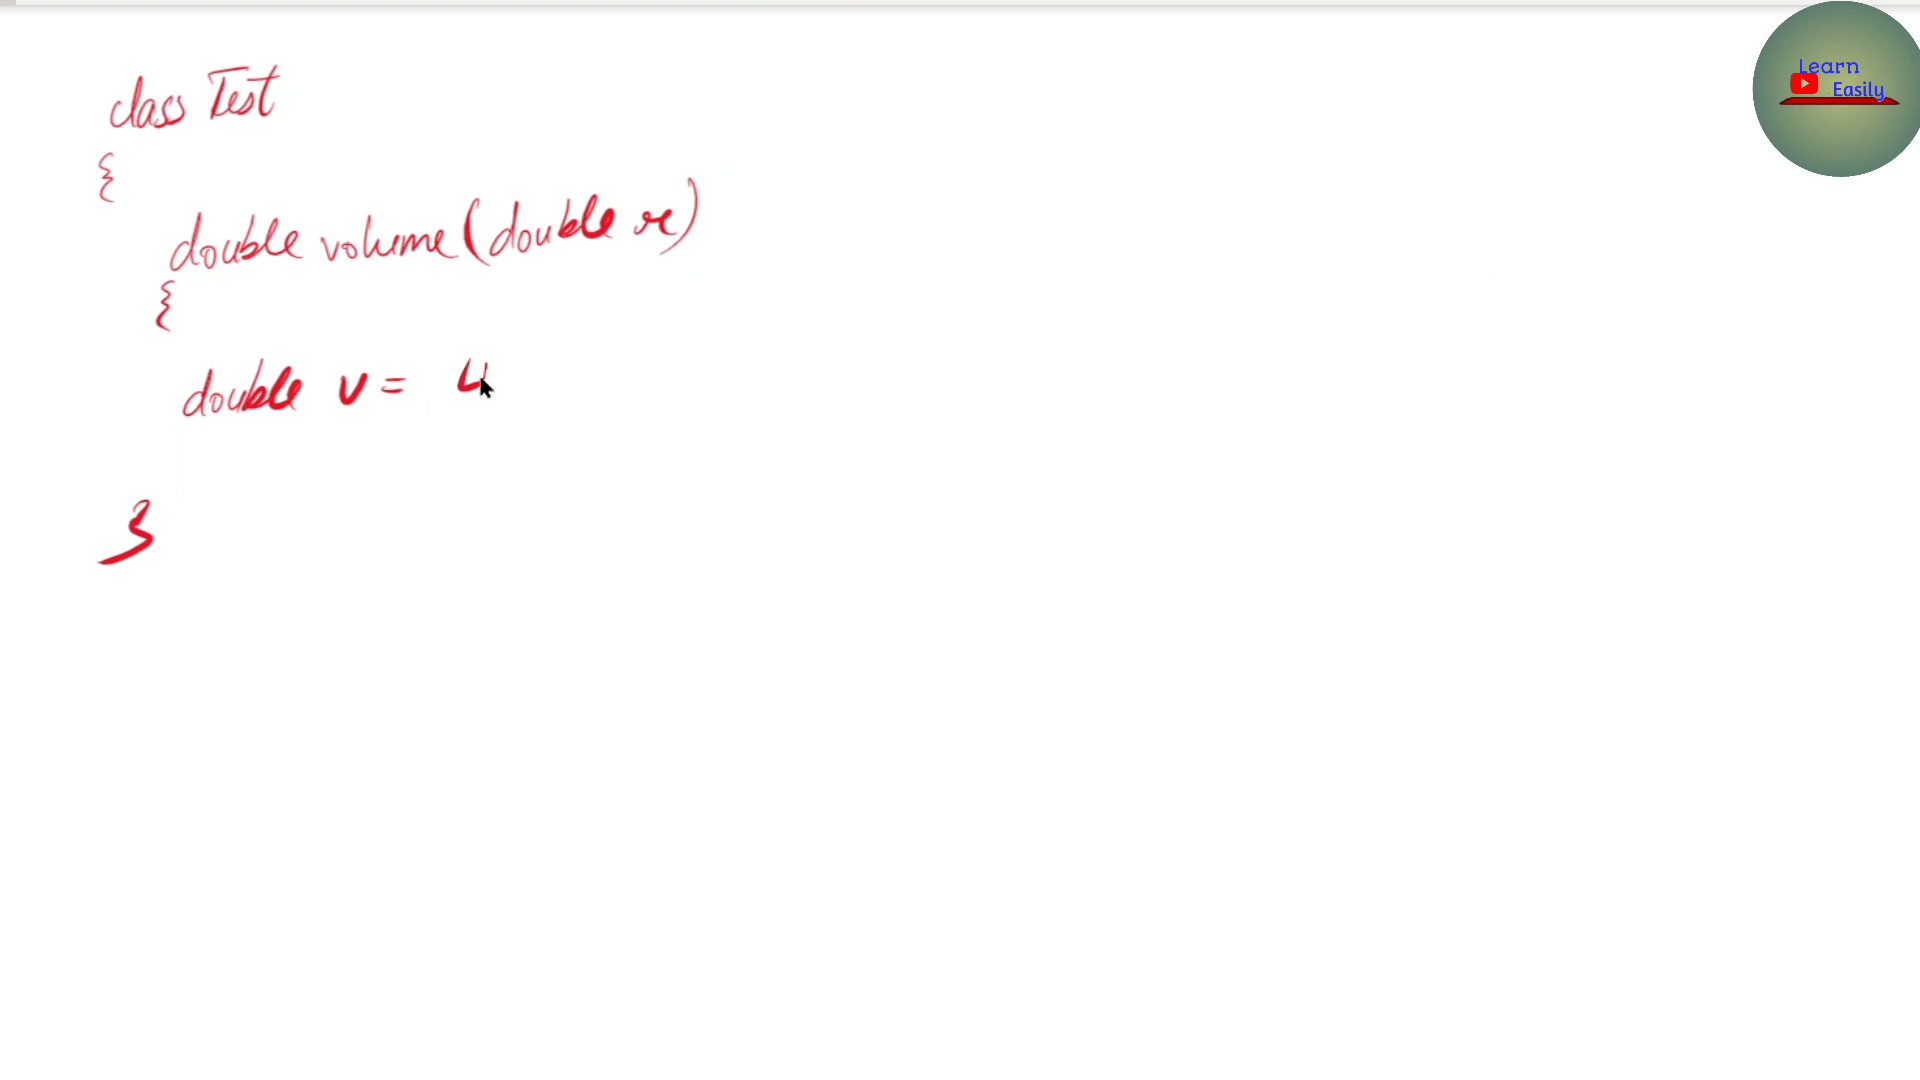 class Test
{
double volume(double r)
{
double v = 4
}
Learn
Easily